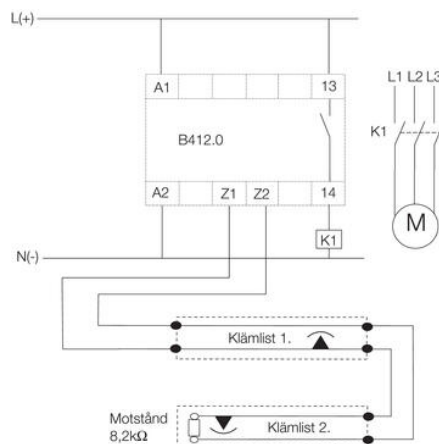 L(+)
A1 13
L1 L2 L3
K1
B412.0
A2 Z1 Z2 14
M
K1
N(-)
Klämlist 1.
Motstånd
8,2kΩ
Klämlist 2.